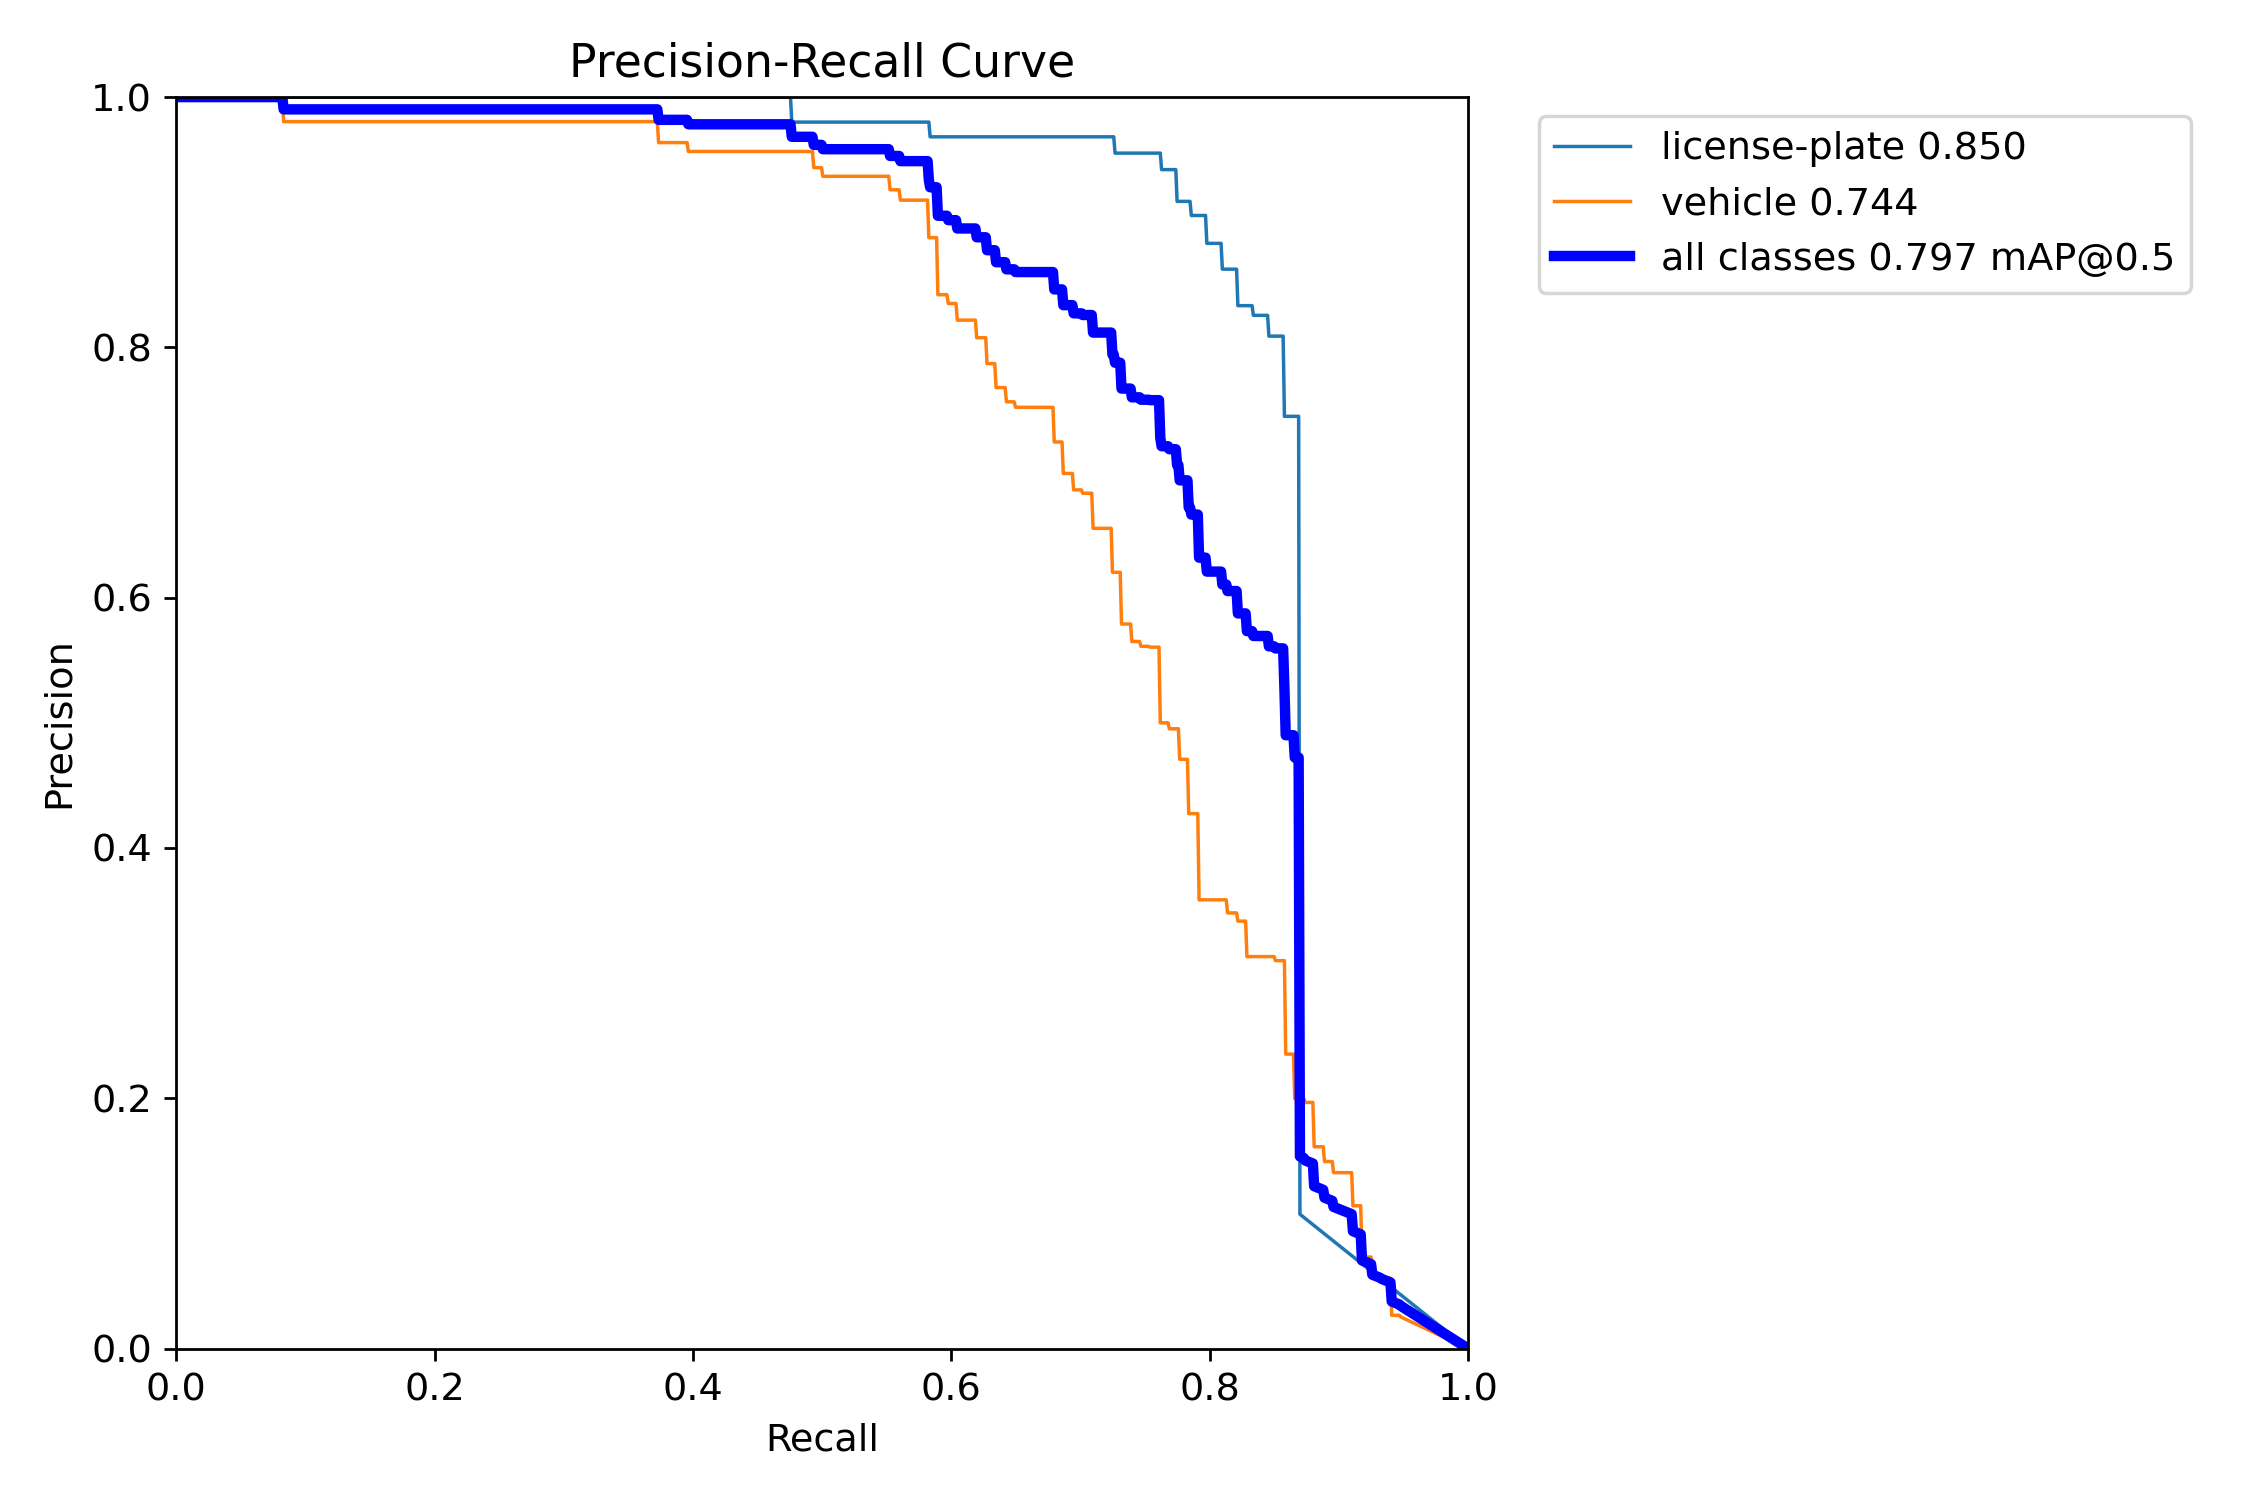 Precision-Recall Curve
1.0
0.8
0.6
0.4
0.2
0.0
Precision
0.0 0.2 0.4 0.6 0.8 1.0
Recall
license-plate 0.850
vehicle 0.744
all classes 0.797 mAP@0.5